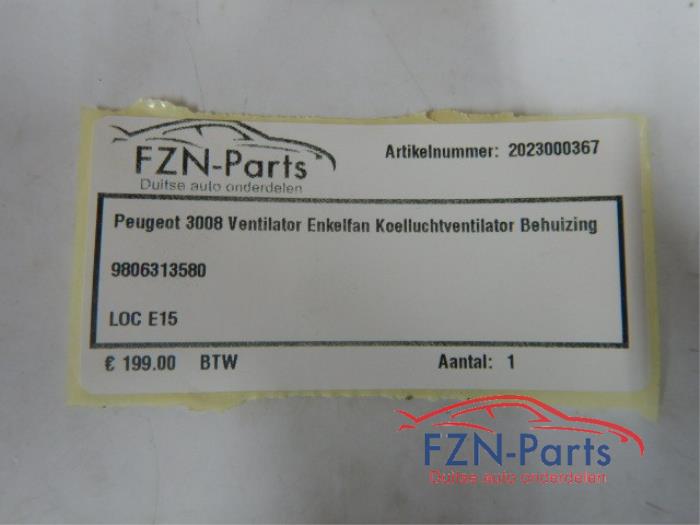 FZN-Parts
Duitse auto onderdelen
Artikelnummer: 2023000367
Peugeot 3008 Ventilator Enkelfan Koelluchtventilator Behuizing
9806313580
LOC E15
€ 199.00 BTW Aantal: 1
FZN-Parts
Duitse auto onderdelen